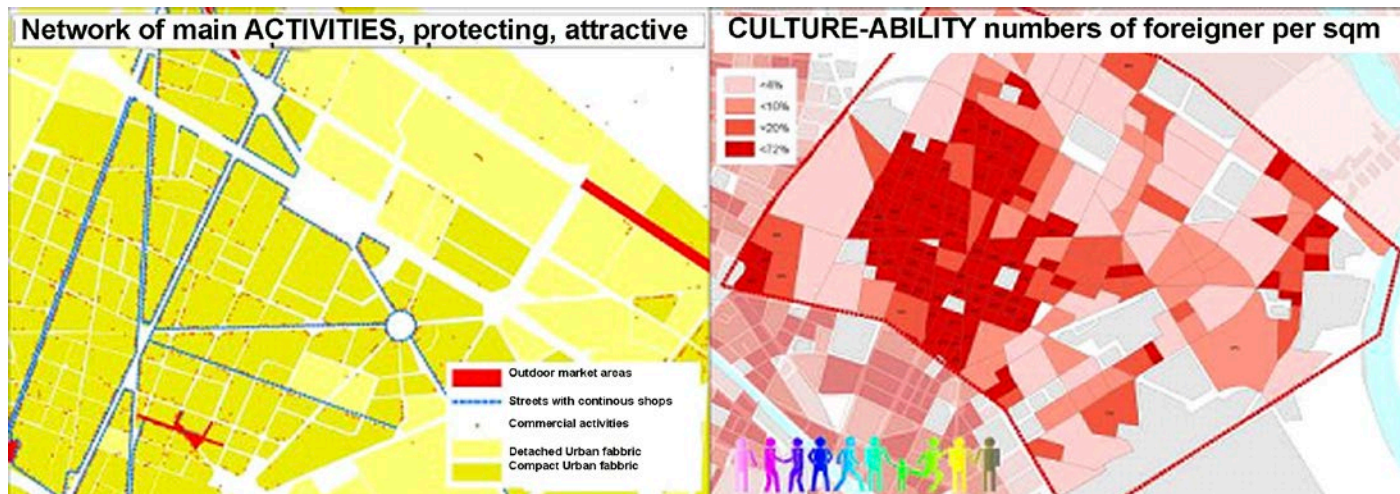 Network of main ACTIVITIES, protecting, attractive
Outdoor market areas
Streets with continous shops
Commercial activities
Detached Urban fabbric
Compact Urban fabbric
CULTURE-ABILITY numbers of foreigner per sqm
<4%
<10%
<20%
<72%